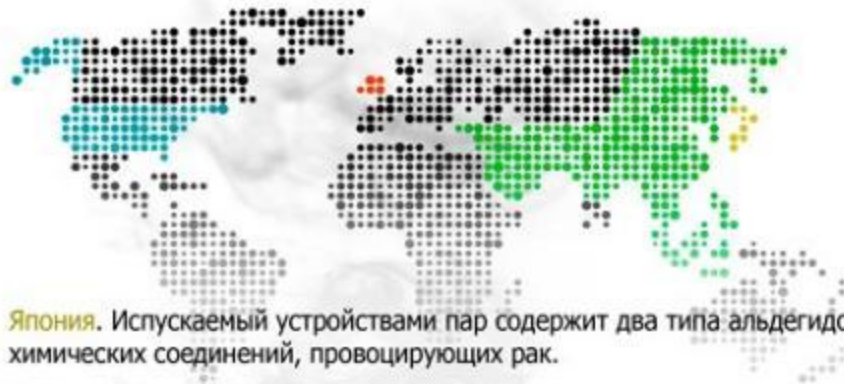 Япония. Испускаемый устройствами пар содержит два типа альдегидо
химических соединений, провоцирующих рак.